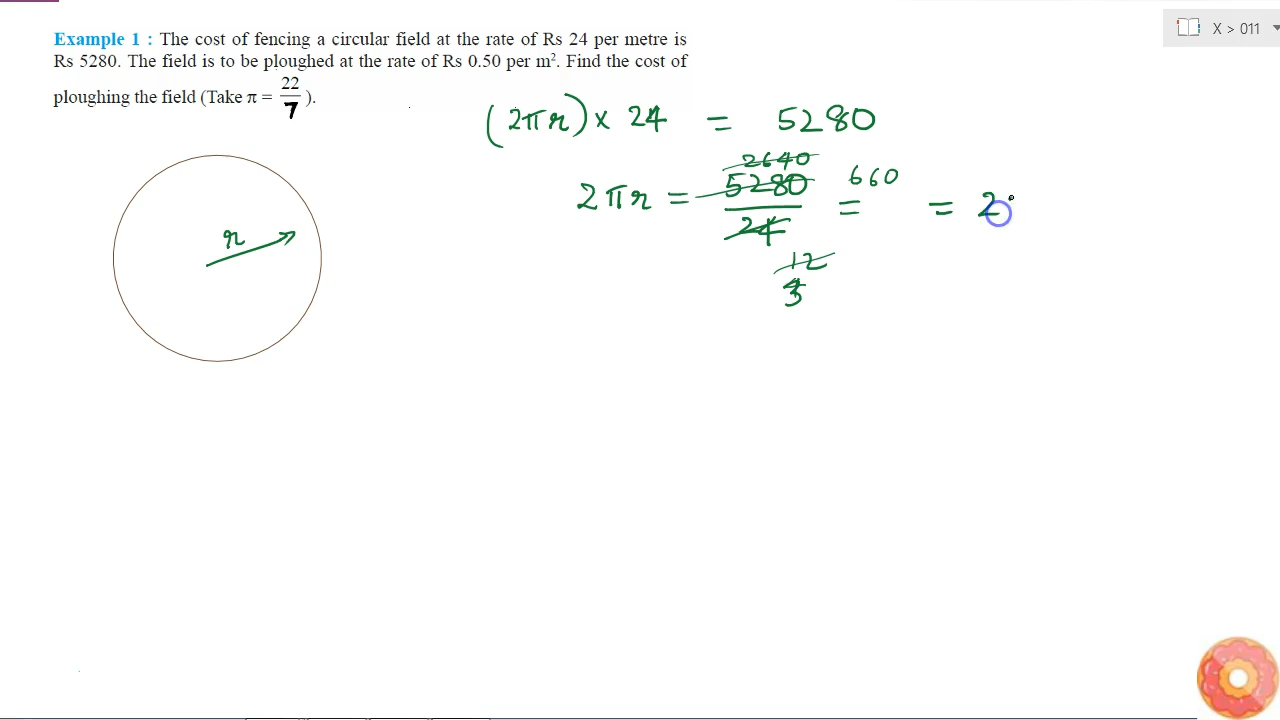 Example 1 : The cost of fencing a circular field at the rate of Rs 24 per metre is
Rs 5280. The field is to be ploughed at the rate of Rs 0.50 per m². Find the cost of
ploughing the field (Take π = 22/7 ).
X > 011
(2πr) × 24 = 5280
2640
2πr = 5280/24 = 660 = 2
12
3
r